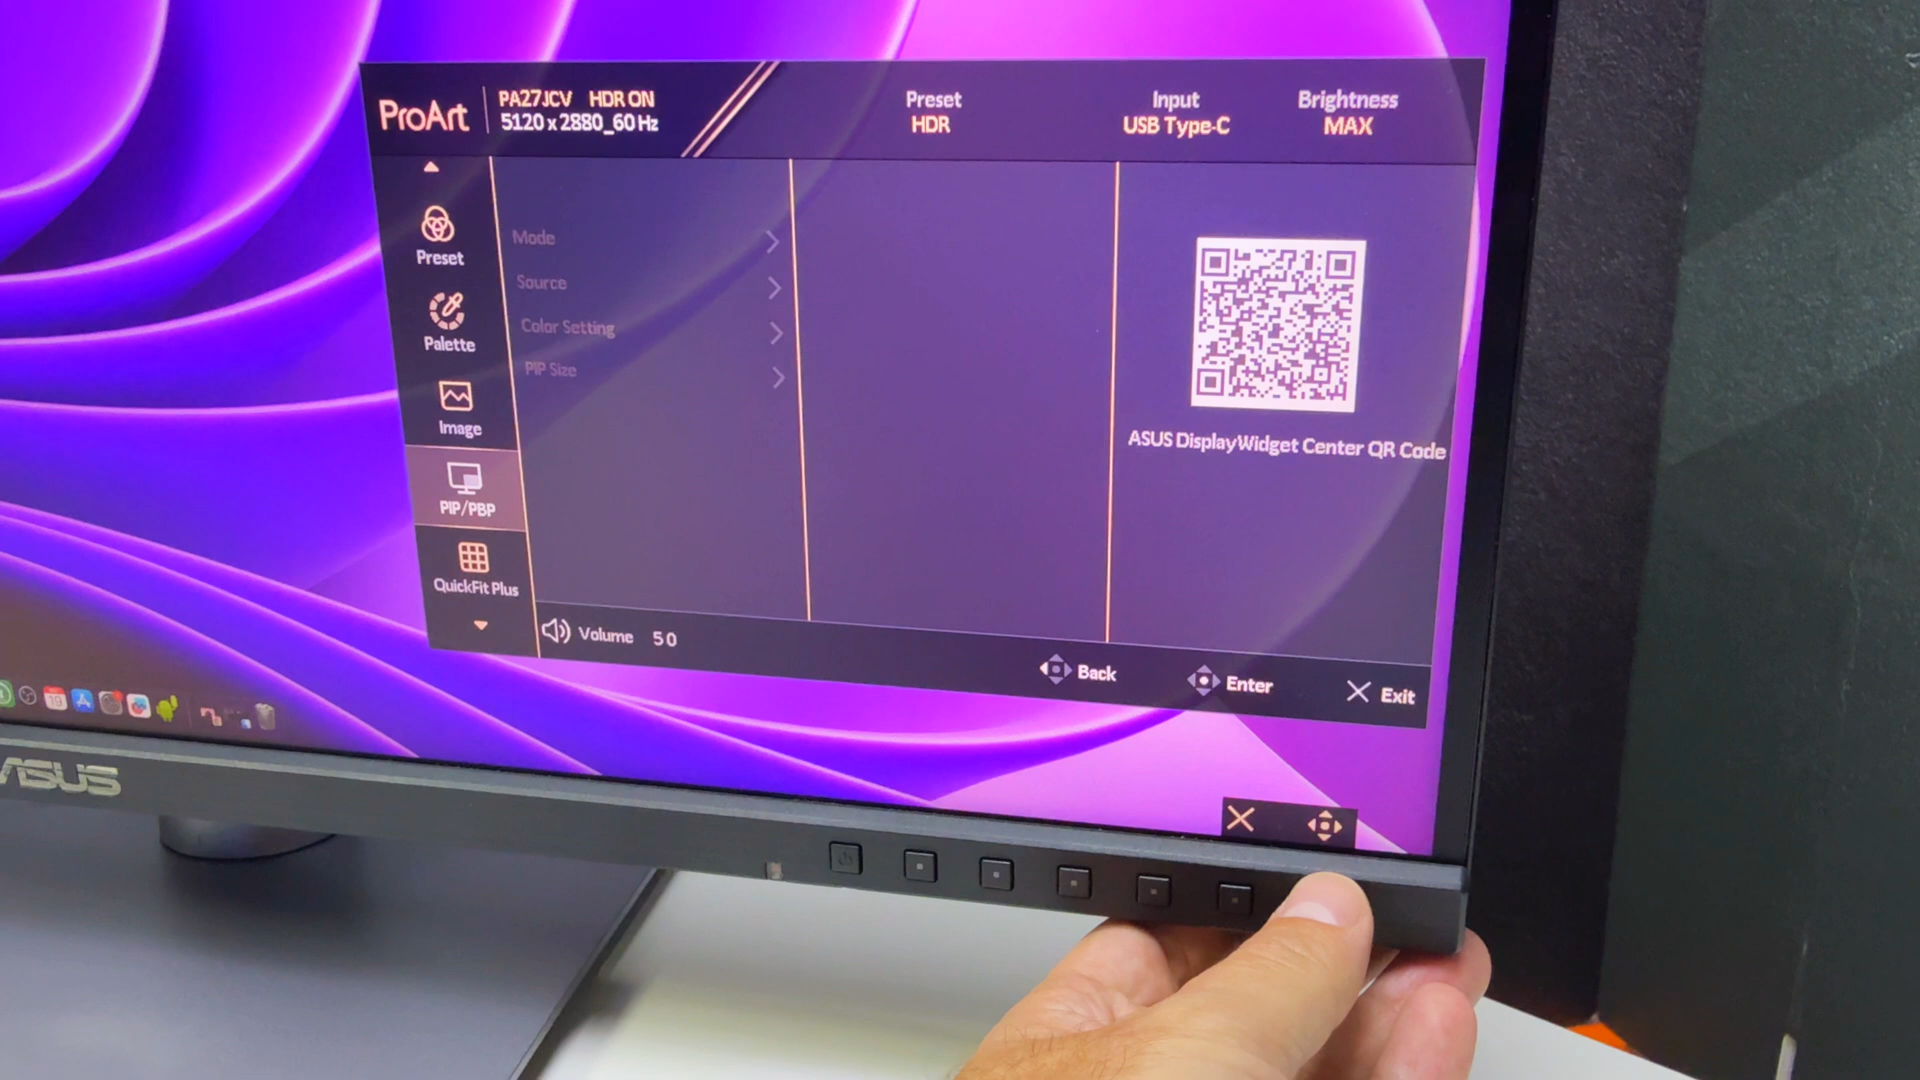 ProArt
PA27JCV HDR ON
5120 x 2880_60 Hz
Preset
HDR
Input
USB Type-C
Brightness
MAX
Preset
Palette
Image
PIP/PBP
QuickFit Plus
Mode
Source
Color Setting
PIP Size
ASUS DisplayWidget Center QR Code
Volume 50
Back
Enter
Exit
19
ASUS